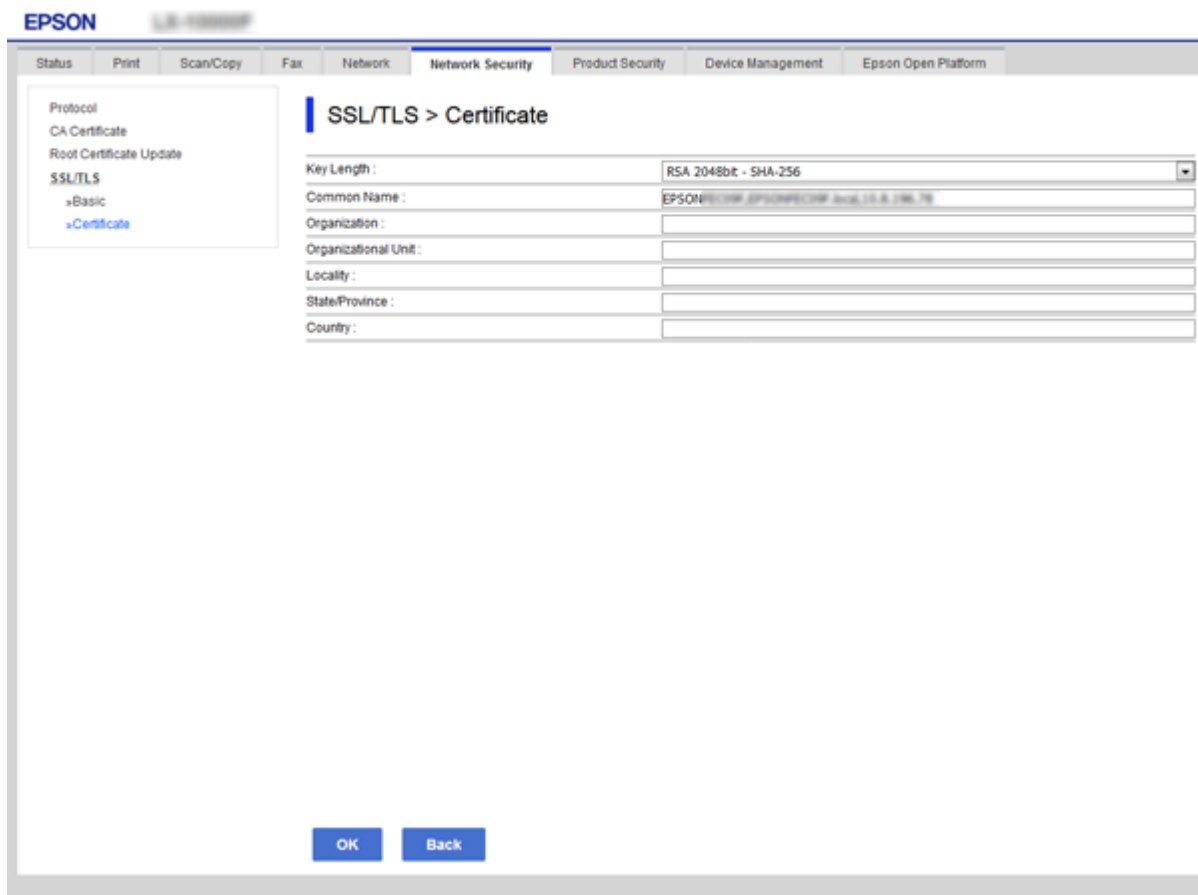 EPSON
Status Print Scan/Copy Fax Network Network Security Product Security Device Management Epson Open Platform
Protocol
CA Certificate
Root Certificate Update
SSL/TLS
»Basic
»Certificate
SSL/TLS > Certificate
Key Length : RSA 2048bit - SHA-256
Common Name : EPSON
Organization :
Organizational Unit :
Locality :
State/Province :
Country :
OK Back